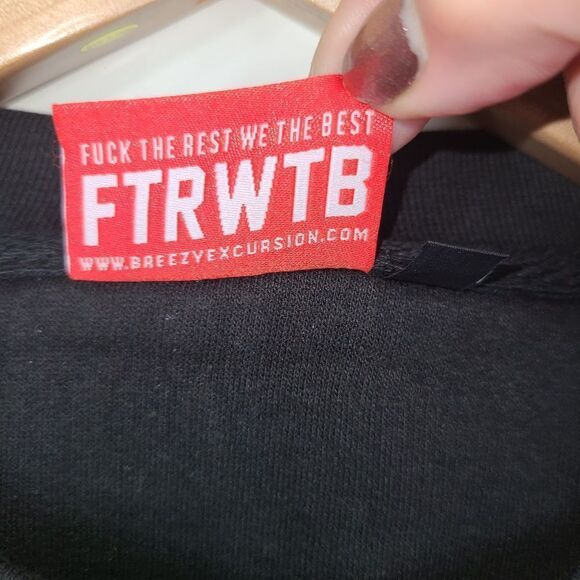 FUCK THE REST WE THE BEST
FTRWTB
WWW.BREEZYEXCURSION.COM